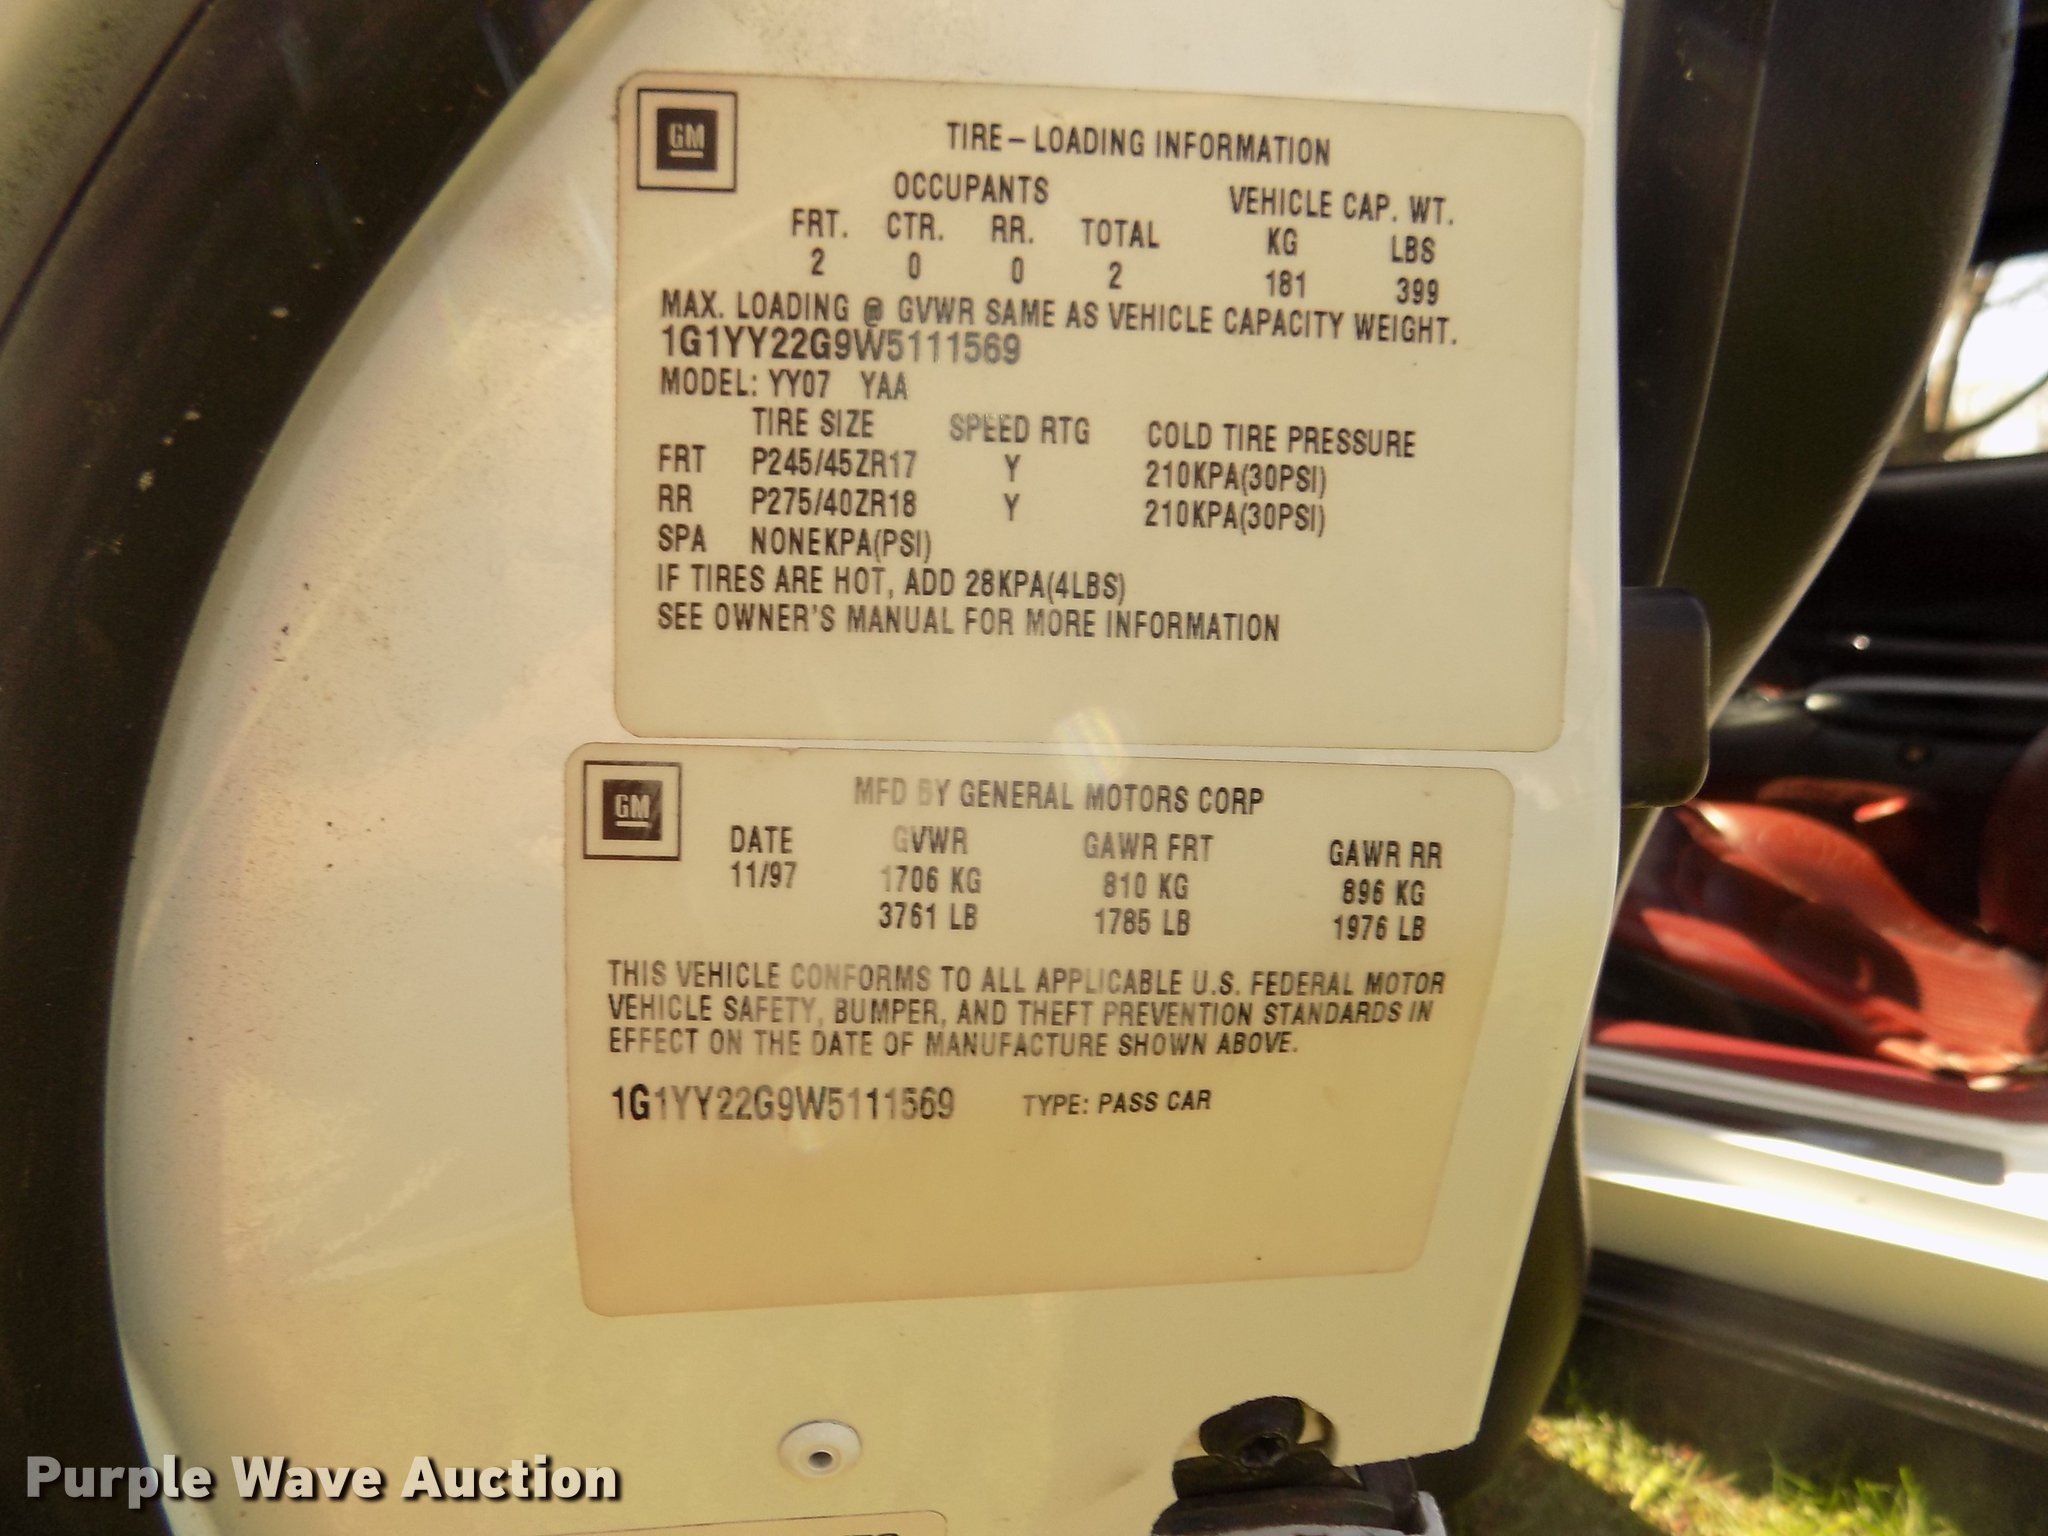 GM
TIRE-LOADING INFORMATION
OCCUPANTS VEHICLE CAP. WT.
FRT. CTR. RR. TOTAL KG LBS
2 0 0 2 181 399
MAX. LOADING @ GVWR SAME AS VEHICLE CAPACITY WEIGHT.
1G1YY22G9W5111569
MODEL: YY07 YAA
TIRE SIZE SPEED RTG COLD TIRE PRESSURE
FRT P245/45ZR17 Y 210KPA(30PSI)
RR P275/40ZR18 Y 210KPA(30PSI)
SPA NONEKPA(PSI)
IF TIRES ARE HOT, ADD 28KPA(4LBS)
SEE OWNER'S MANUAL FOR MORE INFORMATION
GM
MFD BY GENERAL MOTORS CORP
DATE GVWR GAWR FRT GAWR RR
11/97 1706 KG 810 KG 896 KG
3761 LB 1785 LB 1976 LB
THIS VEHICLE CONFORMS TO ALL APPLICABLE U.S. FEDERAL MOTOR
VEHICLE SAFETY, BUMPER, AND THEFT PREVENTION STANDARDS IN
EFFECT ON THE DATE OF MANUFACTURE SHOWN ABOVE.
1G1YY22G9W5111569 TYPE: PASS CAR
Purple Wave Auction